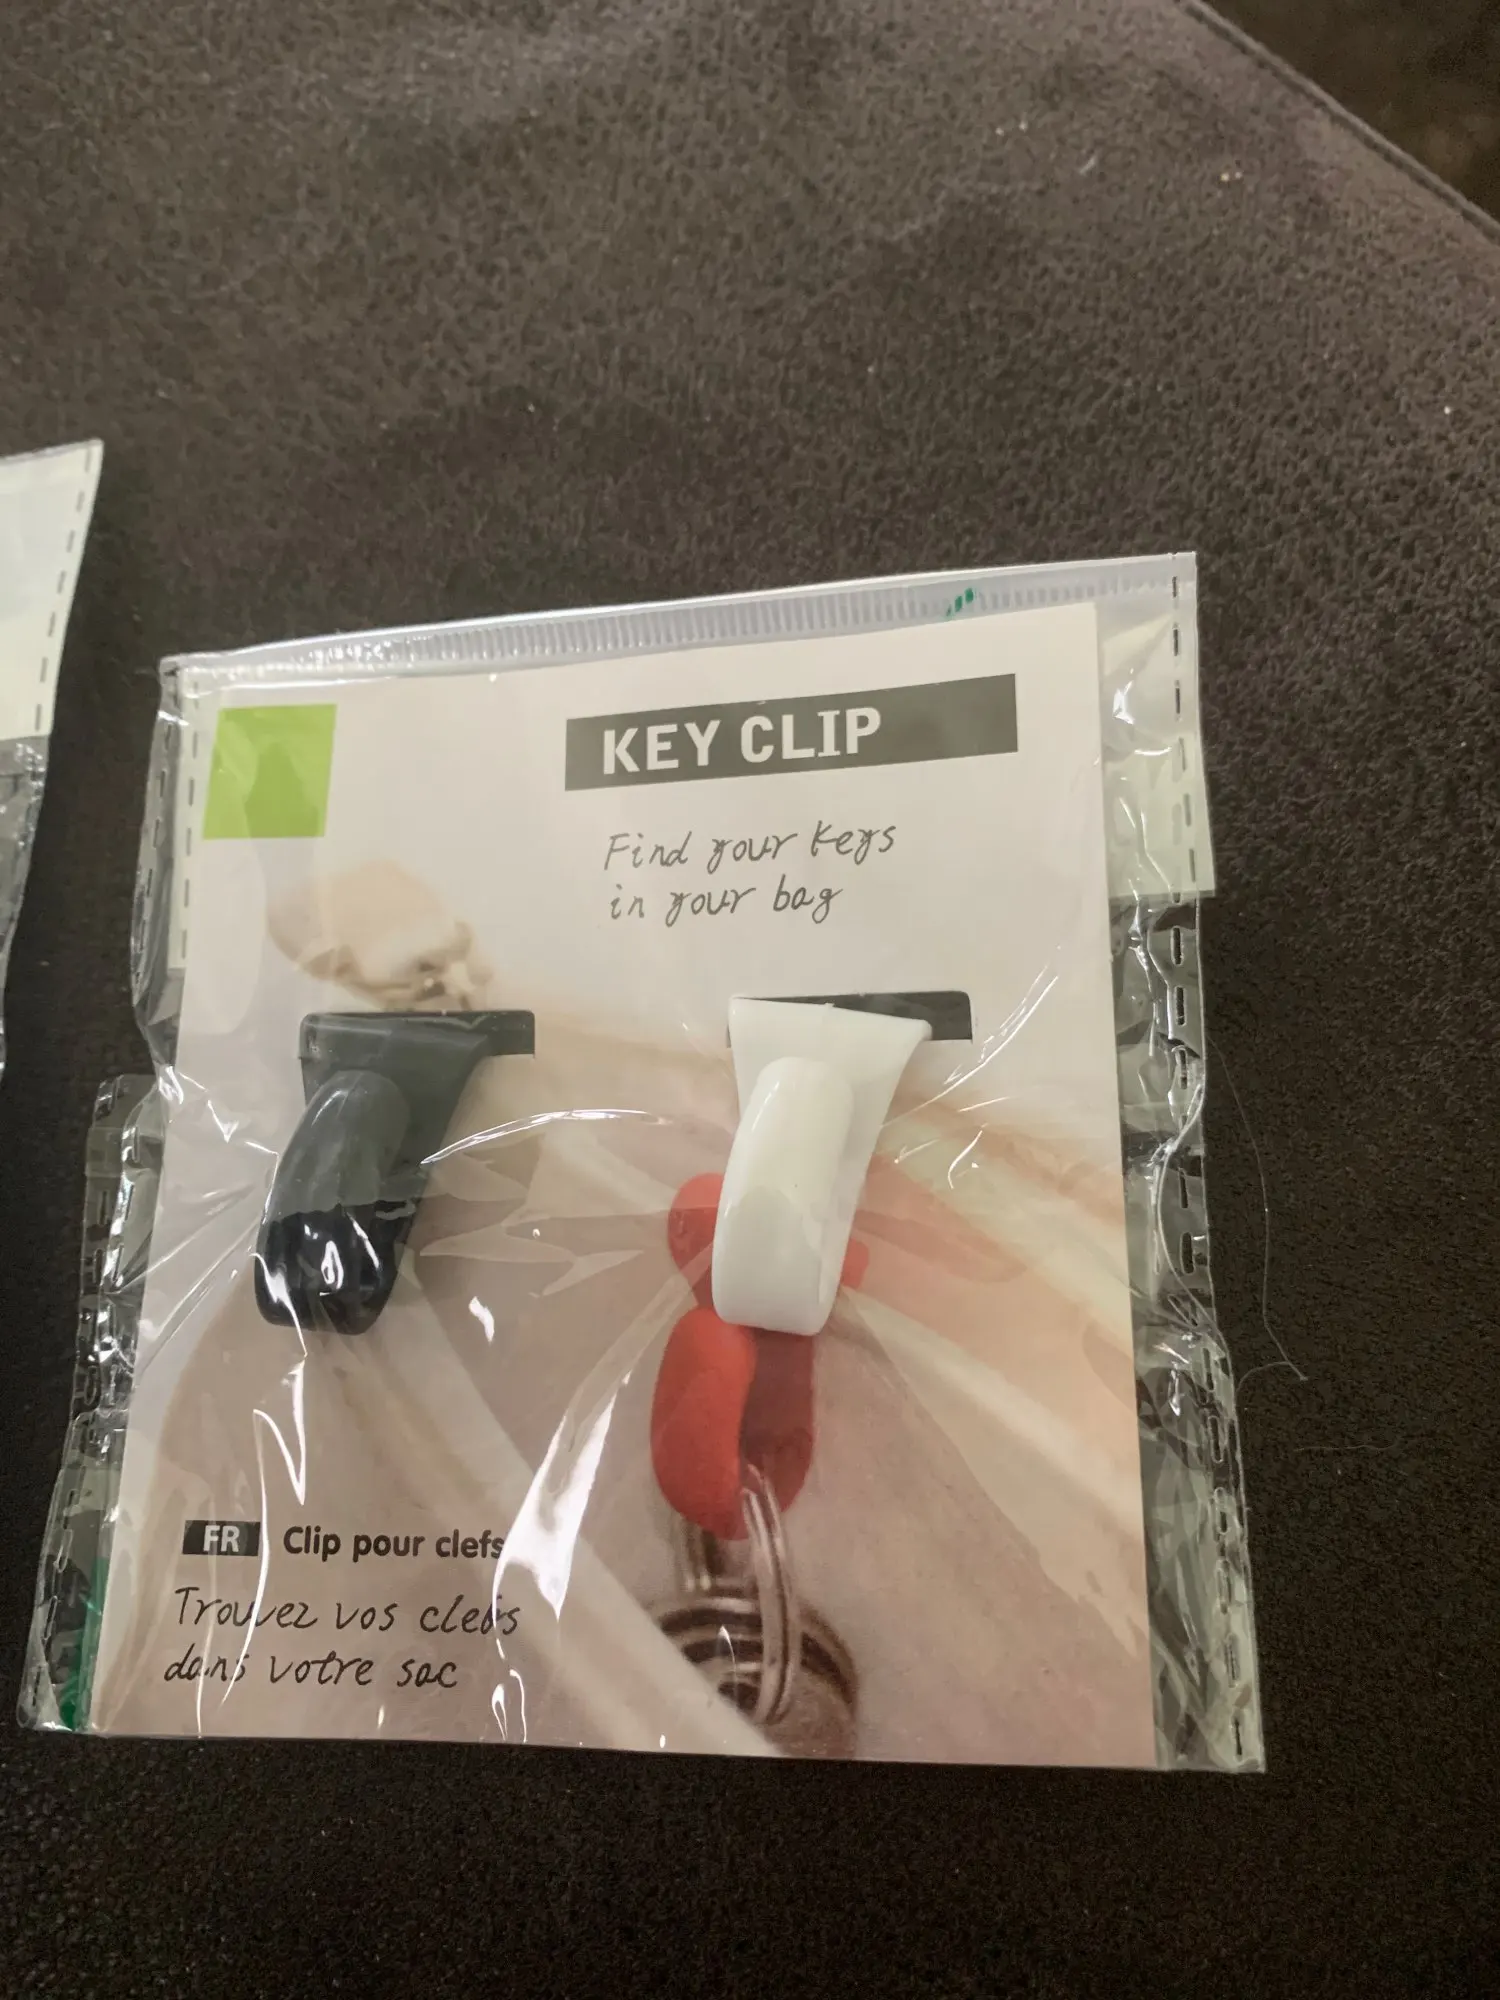 KEY CLIP
Find your keys
in your bag
FR Clip pour clefs
Trouvez vos clefs
dans votre sac